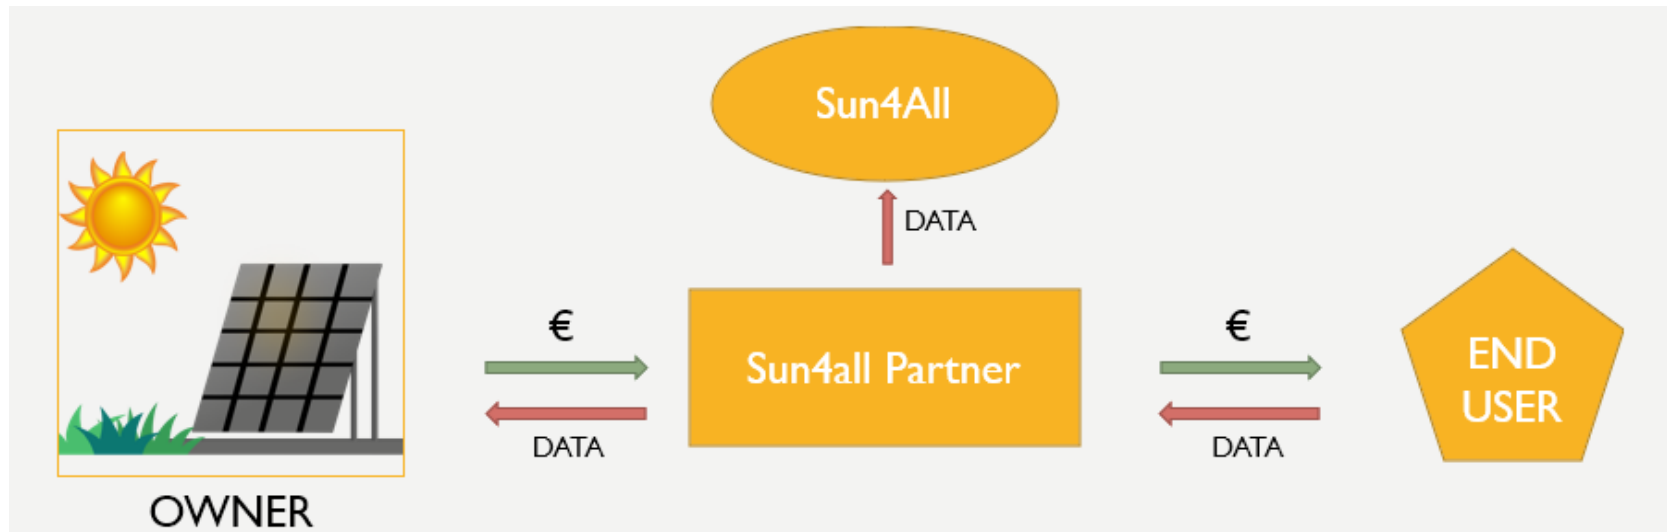 Sun4All
DATA
€
€
Sun4all Partner
END
USER
DATA
DATA
OWNER